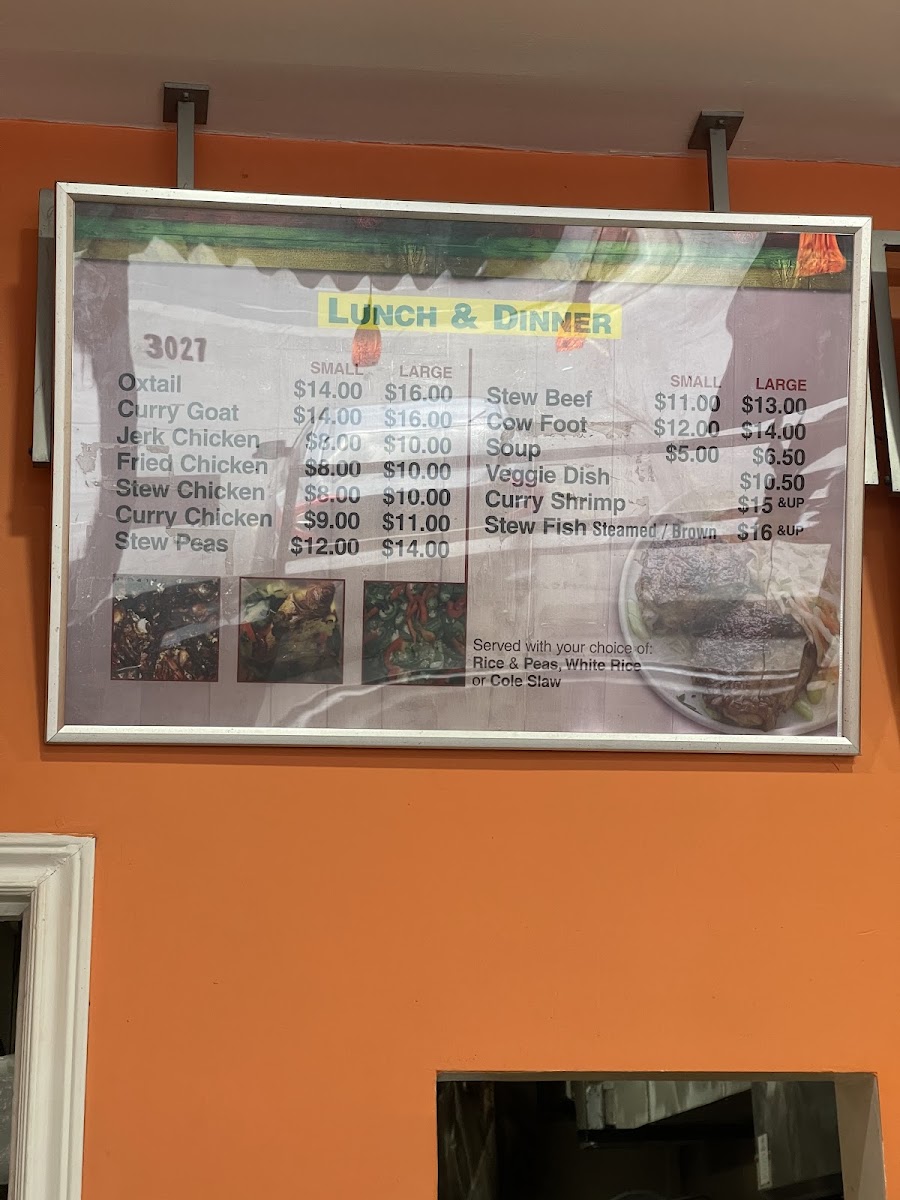 LUNCH & DINNER
3027
SMALL LARGE
Oxtail $14.00 $16.00
Curry Goat $14.00 $16.00
Jerk Chicken $8.00 $10.00
Fried Chicken $8.00 $10.00
Stew Chicken $8.00 $10.00
Curry Chicken $9.00 $11.00
Stew Peas $12.00 $14.00
SMALL LARGE
Stew Beef $11.00 $13.00
Cow Foot $12.00 $14.00
Soup $5.00 $6.50
Veggie Dish $10.50
Curry Shrimp $15 &UP
Stew Fish Steamed / Brown $16 &UP
Served with your choice of:
Rice & Peas, White Rice
or Cole Slaw